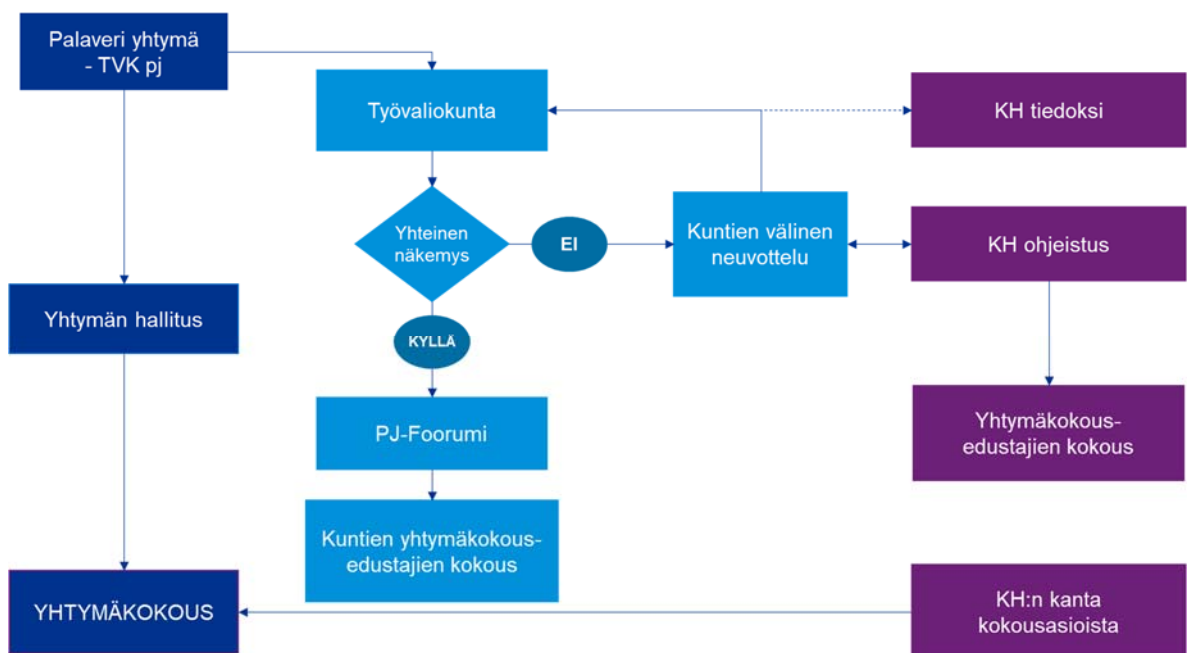 Palaveri yhtymä
- TVK pj
Työvaliokunta
KH tiedoksi
Yhteinen
näkemys
EI
Kuntien välinen
neuvottelu
KH ohjeistus
Yhtymän hallitus
KYLLÄ
PJ-Foorumi
Yhtymäkokous-
edustajien kokous
Kuntien yhtymäkokous-
edustajien kokous
YHTYMÄKOKOUS
KH:n kanta
kokousasioista